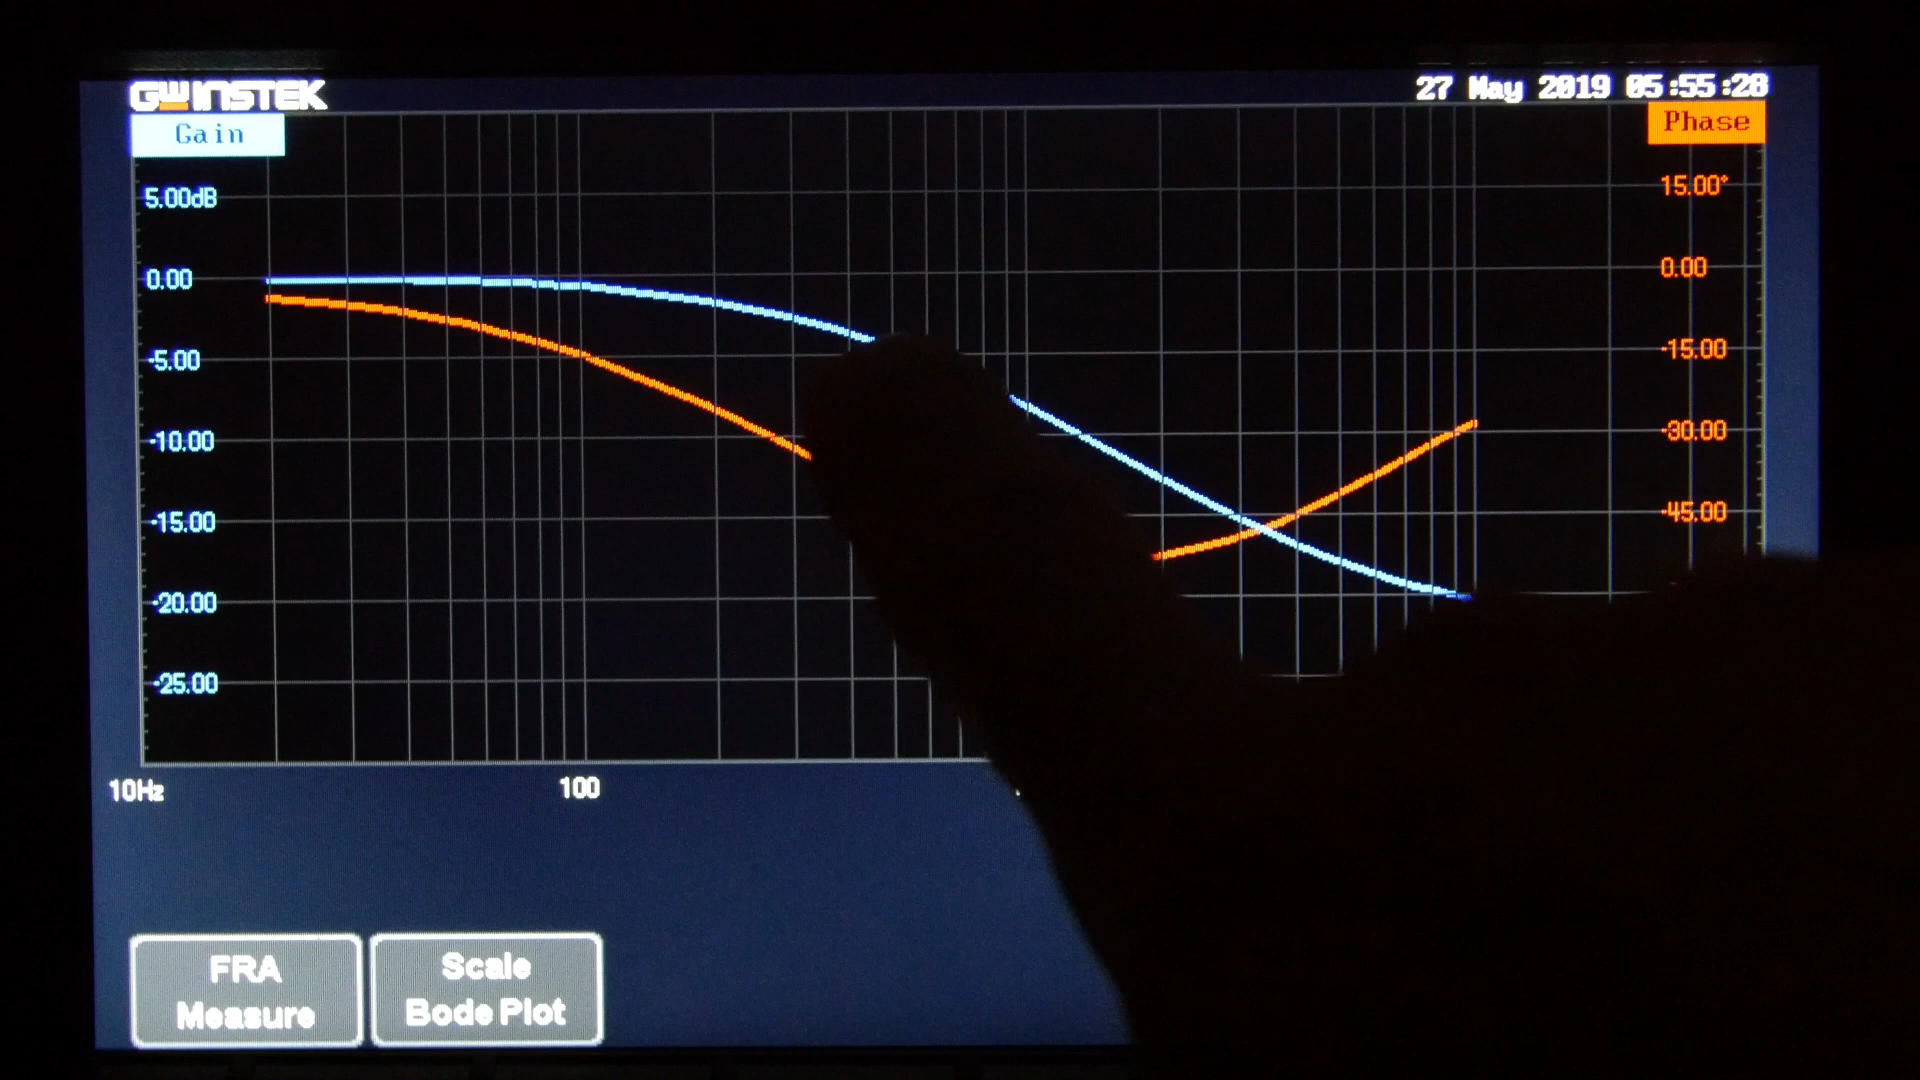 GWINSTEK
27 May 2019 05:55:28
Gain
Phase
5.00dB
15.00°
0.00
0.00
-5.00
-15.00
-10.00
-30.00
-15.00
-45.00
-20.00
-25.00
10Hz
100
FRA
Measure
Scale
Bode Plot